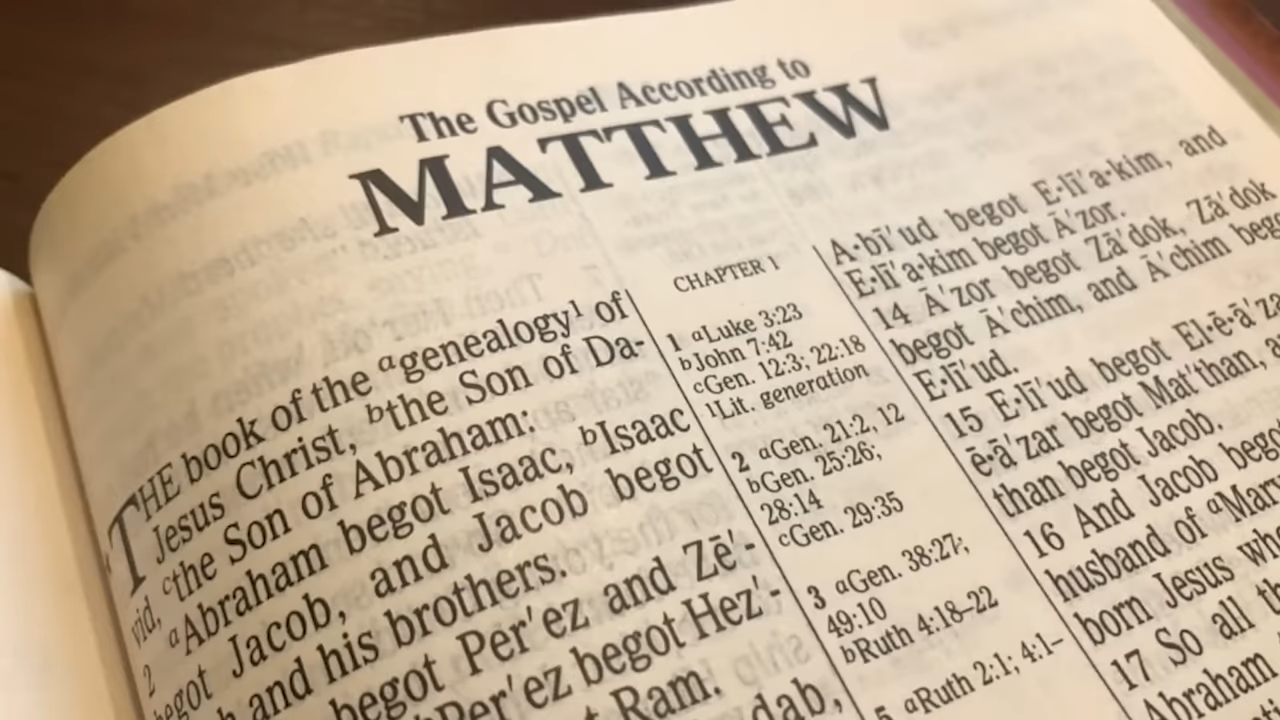 The Gospel According to
MATTHEW
THE book of the ᵃgenealogy¹ of
Jesus Christ, ᵇthe Son of Da-
vid, ᶜthe Son of Abraham:
2 ᵃAbraham begot Isaac, ᵇIsaac
begot Jacob, and Jacob begot
and his brothers.
begot Per'ez and Zē'-
Per'ez begot Hez'-
Ram.
dab,
CHAPTER 1
1 ᵃLuke 3:23
ᵇJohn 7:42
ᶜGen. 12:3; 22:18
¹Lit. generation
2 ᵃGen. 21:2, 12
ᵇGen. 25:26;
28:14
ᶜGen. 29:35
3 ᵃGen. 38:27;
49:10
ᵇRuth 4:18–22
5 ᵃRuth 2:1; 4:1–
A·bī'ud begot E·lī'a·kim, and
E·lī'a·kim begot Ā'zor.
14 Ā'zor begot Zā'dok, Zā'dok
begot Ā'chim, and Ā'chim
E·lī'ud.
15 E·lī'ud begot
ē·ā'zar begot Mat'than,
than begot Jacob.
16 And Jacob
husband of
born Jesus
17 So all
Abraham